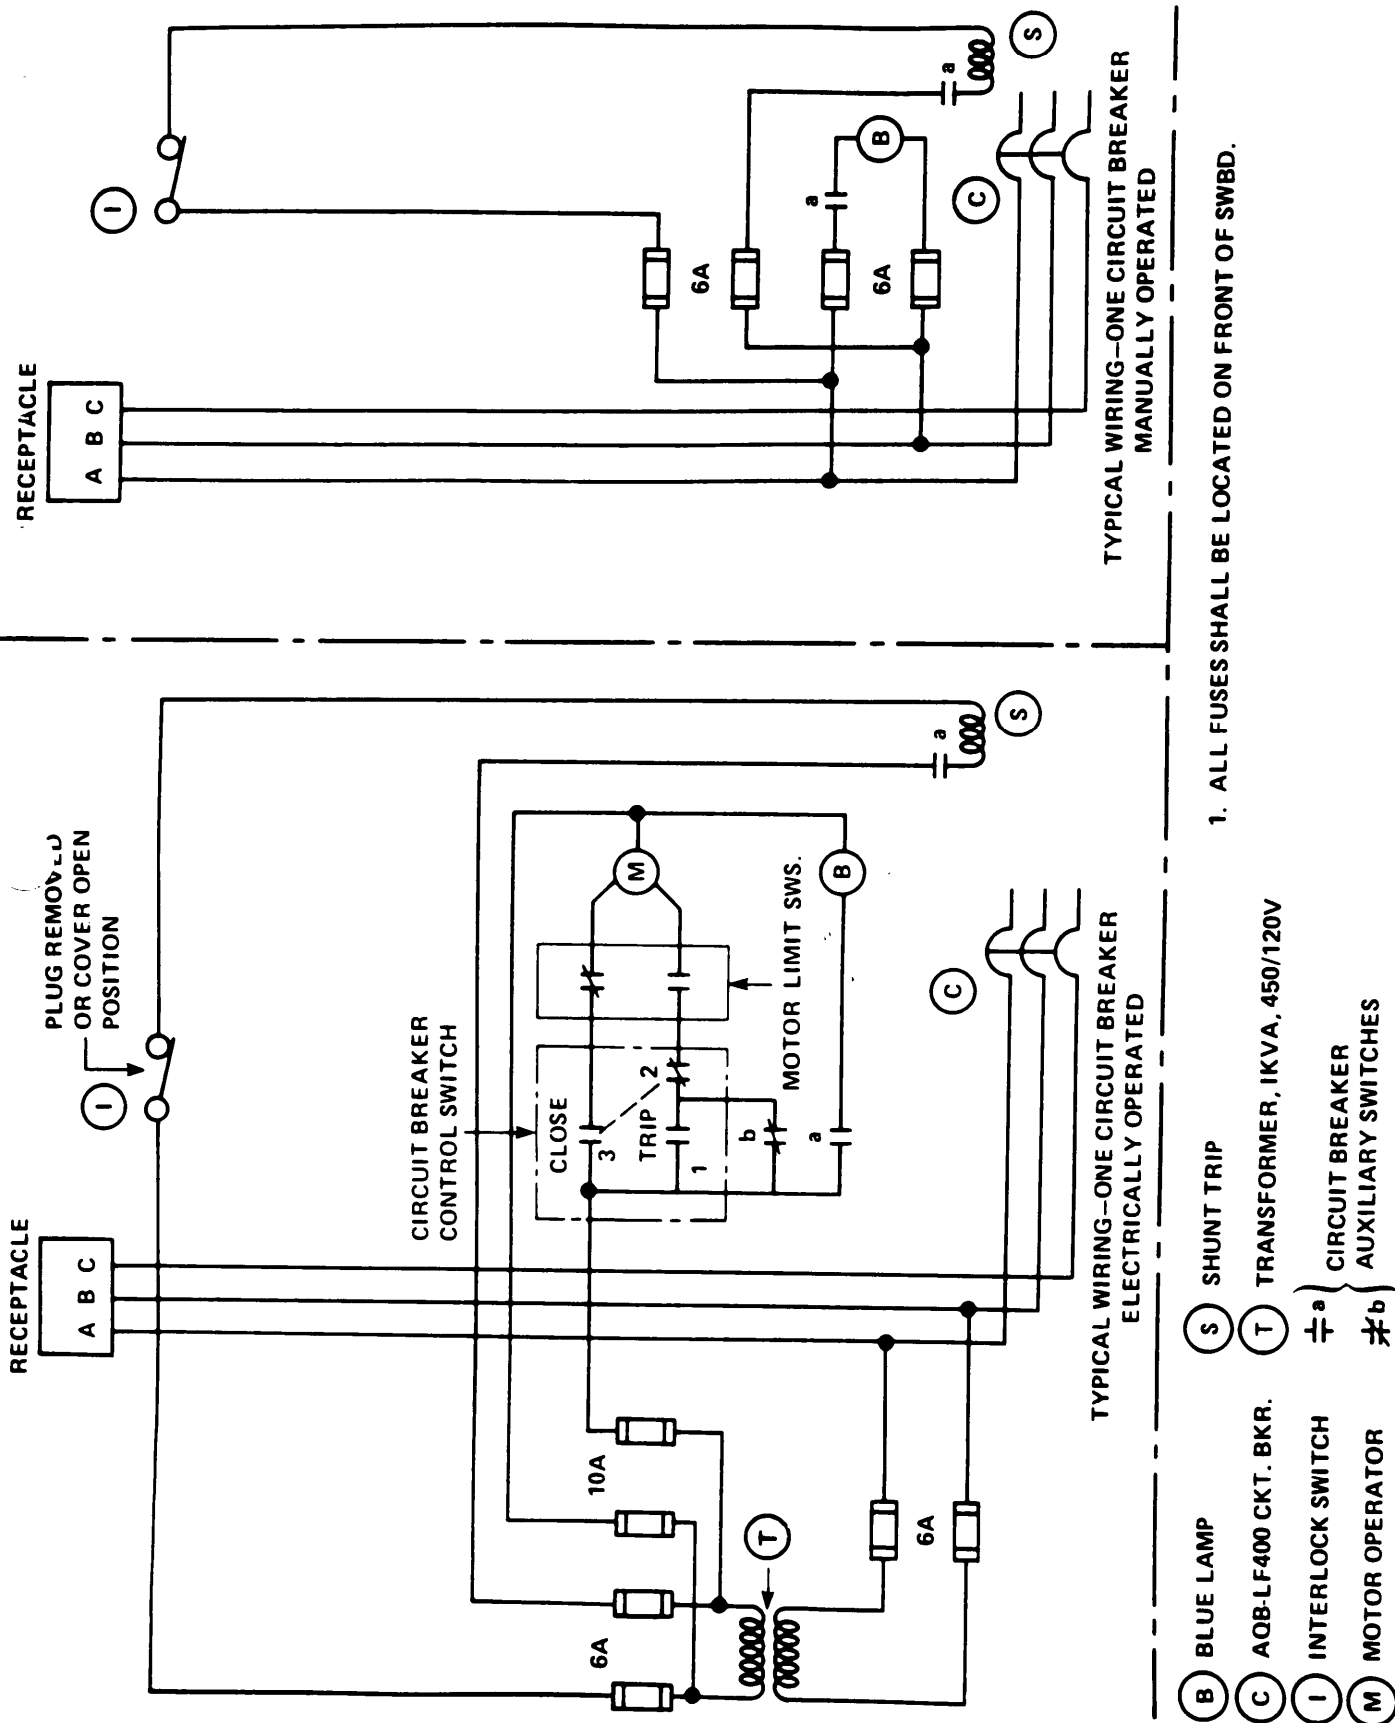 RECEPTACLE
A B C
I
PLUG REMOVED
OR COVER OPEN
POSITION
CIRCUIT BREAKER
CONTROL SWITCH
CLOSE
3
TRIP
2
1
b
a
M
B
MOTOR LIMIT SWS.
a
S
C
10A
6A
T
6A
TYPICAL WIRING–ONE CIRCUIT BREAKER
ELECTRICALLY OPERATED
RECEPTACLE
A B C
I
6A
a
B
6A
a
S
C
TYPICAL WIRING–ONE CIRCUIT BREAKER
MANUALLY OPERATED
B BLUE LAMP
C AQB-LF400 CKT. BKR.
I INTERLOCK SWITCH
M MOTOR OPERATOR
S SHUNT TRIP
T TRANSFORMER, IKVA, 450/120V
a
b
CIRCUIT BREAKER
AUXILIARY SWITCHES
1. ALL FUSES SHALL BE LOCATED ON FRONT OF SWBD.